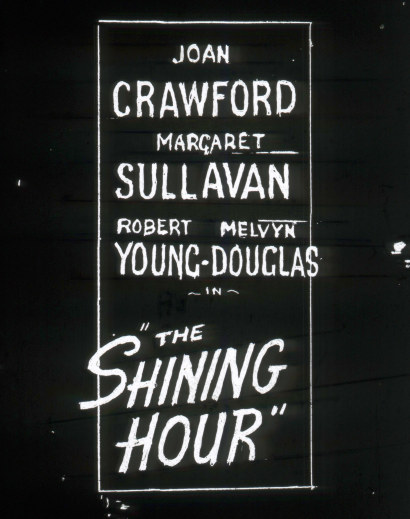 JOAN
CRAWFORD
MARGARET
SULLAVAN
ROBERT MELVYN
YOUNG-DOUGLAS
~IN~
"THE
SHINING
HOUR"